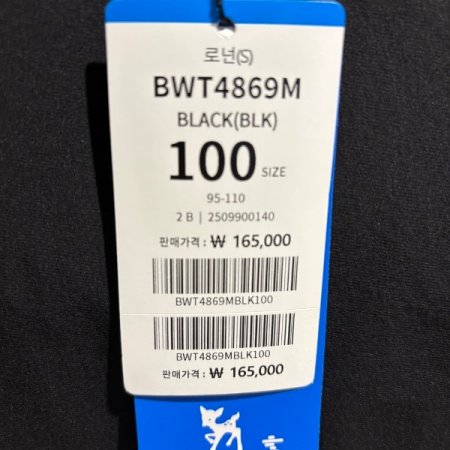 로넌(S)
BWT4869M
BLACK(BLK)
100 SIZE
95-110
2 B | 2509900140
판매가격 : ₩ 165,000
BWT4869MBLK100
BWT4869MBLK100
판매가격 : ₩ 165,000